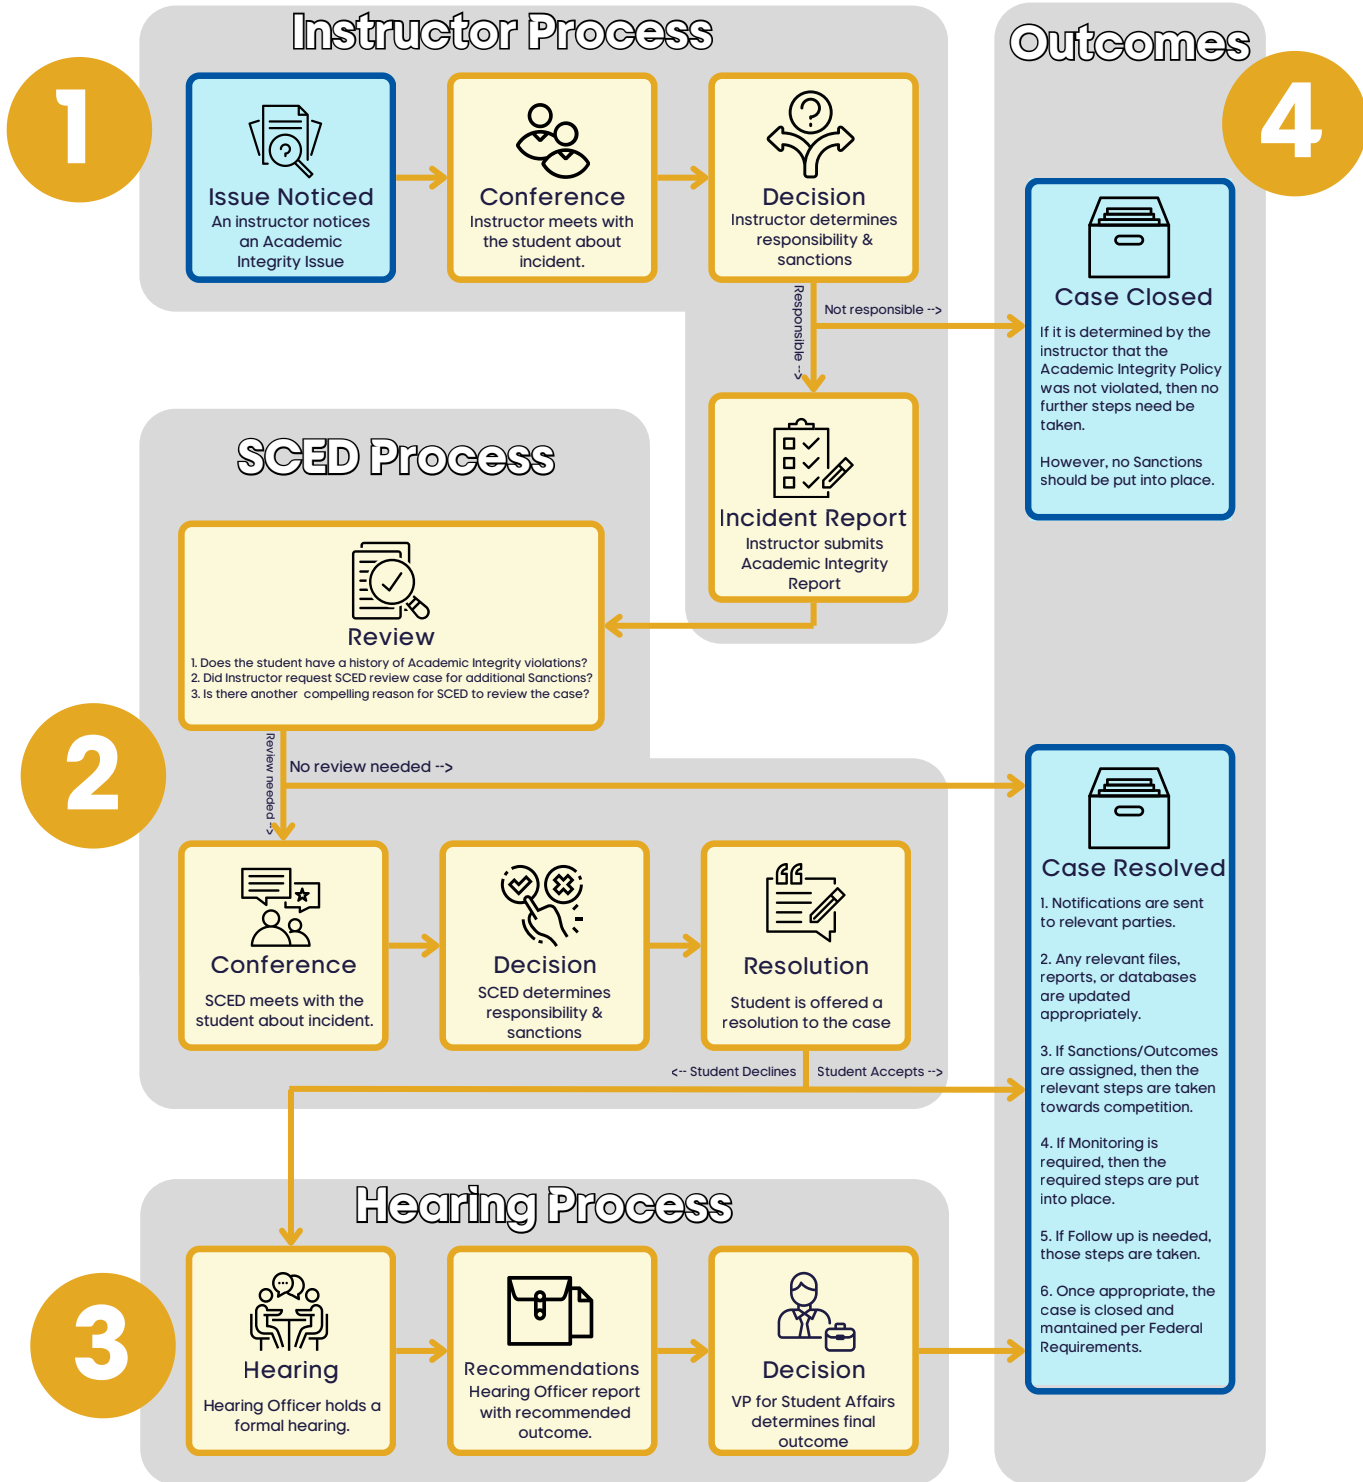 Instructor Process
1
Issue Noticed
An instructor notices
an Academic
Integrity Issue
Conference
Instructor meets with
the student about
incident.
Decision
Instructor determines
responsibility &
sanctions
Responsible -->
Not responsible -->
Incident Report
Instructor submits
Academic Integrity
Report
SCED Process
2
Review
1. Does the student have a history of Academic Integrity violations?
2. Did Instructor request SCED review case for additional Sanctions?
3. Is there another compelling reason for SCED to review the case?
Review needed -->
No review needed -->
Conference
SCED meets with the
student about incident.
Decision
SCED determines
responsibility &
sanctions
Resolution
Student is offered a
resolution to the case
<-- Student Declines
Student Accepts -->
Hearing Process
3
Hearing
Hearing Officer holds a
formal hearing.
Recommendations
Hearing Officer report
with recommended
outcome.
Decision
VP for Student Affairs
determines final
outcome
Outcomes
4
Case Closed
If it is determined by the
instructor that the
Academic Integrity Policy
was not violated, then no
further steps need be
taken.
However, no Sanctions
should be put into place.
Case Resolved
1. Notifications are sent
to relevant parties.
2. Any relevant files,
reports, or databases
are updated
appropriately.
3. If Sanctions/Outcomes
are assigned, then the
relevant steps are taken
towards competition.
4. If Monitoring is
required, then the
required steps are put
into place.
5. If Follow up is needed,
those steps are taken.
6. Once appropriate, the
case is closed and
mantained per Federal
Requirements.